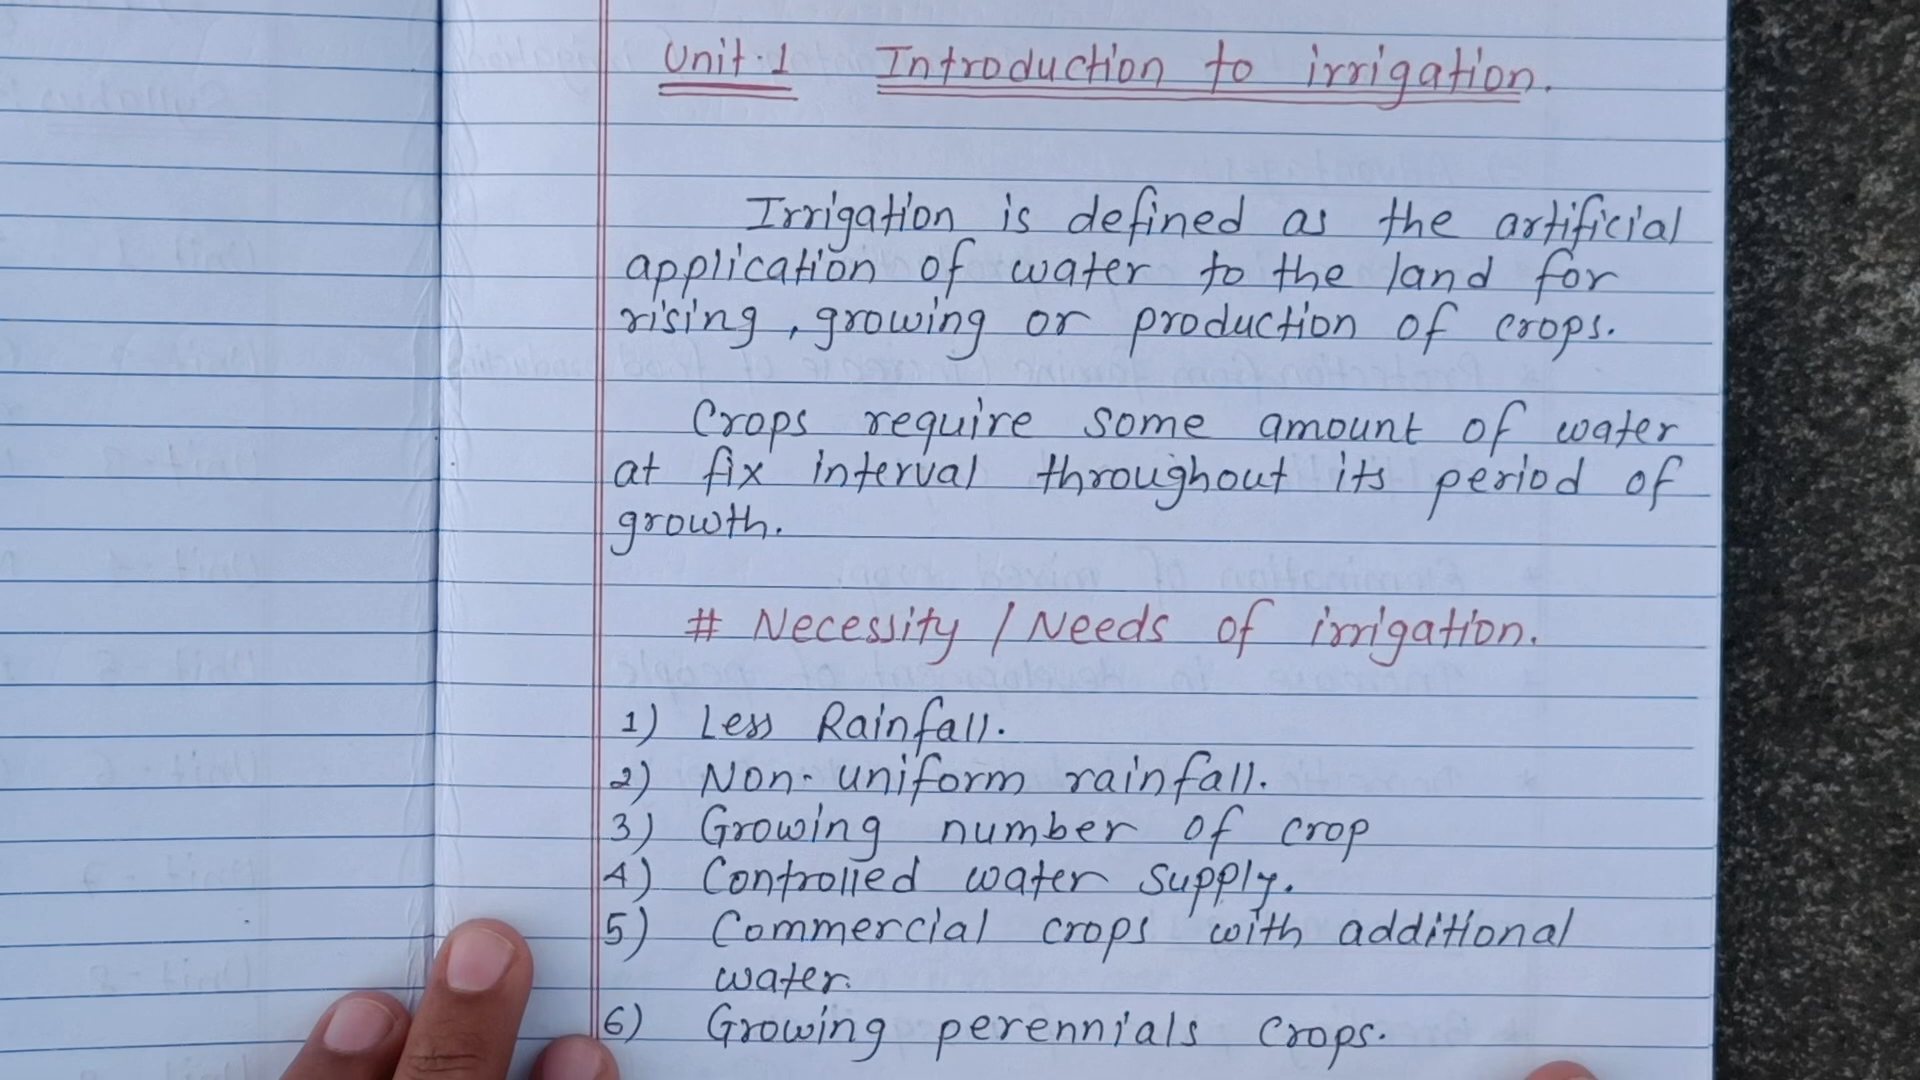 Unit-1 Introduction to irrigation.
Irrigation is defined as the artificial
application of water to the land for
rising, growing or production of crops.
Crops require some amount of water
at fix interval throughout its period of
growth.
# Necessity / Needs of irrigation.
1) Less Rainfall.
2) Non-uniform rainfall.
3) Growing number of crop
4) Controlled water supply.
5) Commercial crops with additional
water.
6) Growing perennials crops.